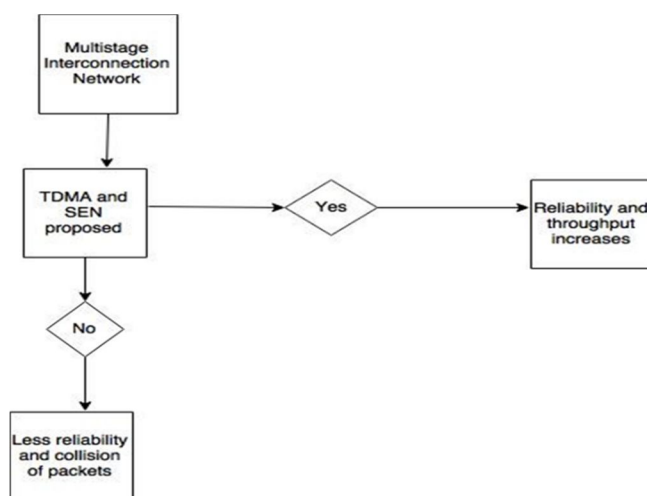 Multistage
Interconnection
Network
TDMA and
SEN
proposed
Yes
Reliability and
throughput
increases
No
Less reliability
and collision
of packets